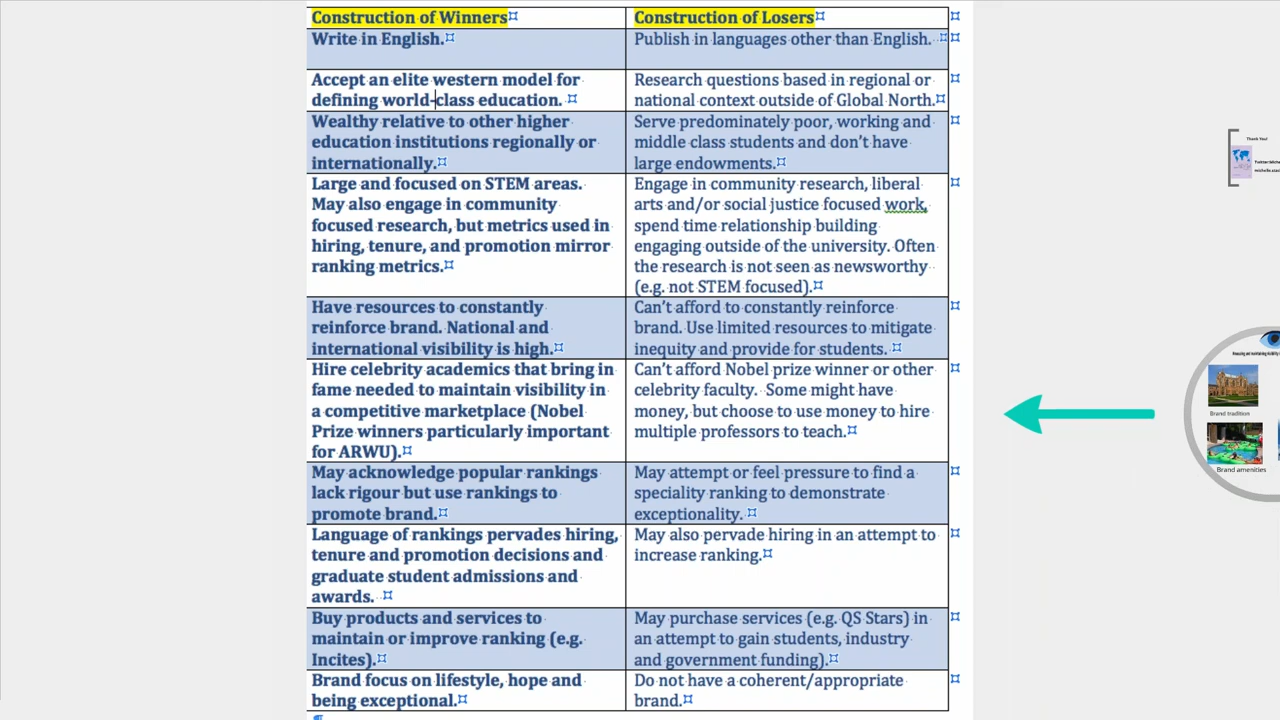 Construction of Winners
Construction of Losers
Write in English.
Publish in languages other than English.
Accept an elite western model for
defining world-class education.
Research questions based in regional or
national context outside of Global North.
Wealthy relative to other higher
education institutions regionally or
internationally.
Serve predominately poor, working and
middle class students and don't have
large endowments.
Large and focused on STEM areas.
May also engage in community
focused research, but metrics used in
hiring, tenure, and promotion mirror
ranking metrics.
Engage in community research, liberal
arts and/or social justice focused work,
spend time relationship building
engaging outside of the university. Often
the research is not seen as newsworthy
(e.g. not STEM focused).
Have resources to constantly
reinforce brand. National and
international visibility is high.
Can't afford to constantly reinforce
brand. Use limited resources to mitigate
inequity and provide for students.
Hire celebrity academics that bring in
fame needed to maintain visibility in
a competitive marketplace (Nobel
Prize winners particularly important
for ARWU).
Can't afford Nobel prize winner or other
celebrity faculty. Some might have
money, but choose to use money to hire
multiple professors to teach.
May acknowledge popular rankings
lack rigour but use rankings to
promote brand.
May attempt or feel pressure to find a
speciality ranking to demonstrate
exceptionality.
Language of rankings pervades hiring,
tenure and promotion decisions and
graduate student admissions and
awards.
May also pervade hiring in an attempt to
increase ranking.
Buy products and services to
maintain or improve ranking (e.g.
Incites).
May purchase services (e.g. QS Stars) in
an attempt to gain students, industry
and government funding).
Brand focus on lifestyle, hope and
being exceptional.
Do not have a coherent/appropriate
brand.
Thank You!
Brand tradition
Brand amenities